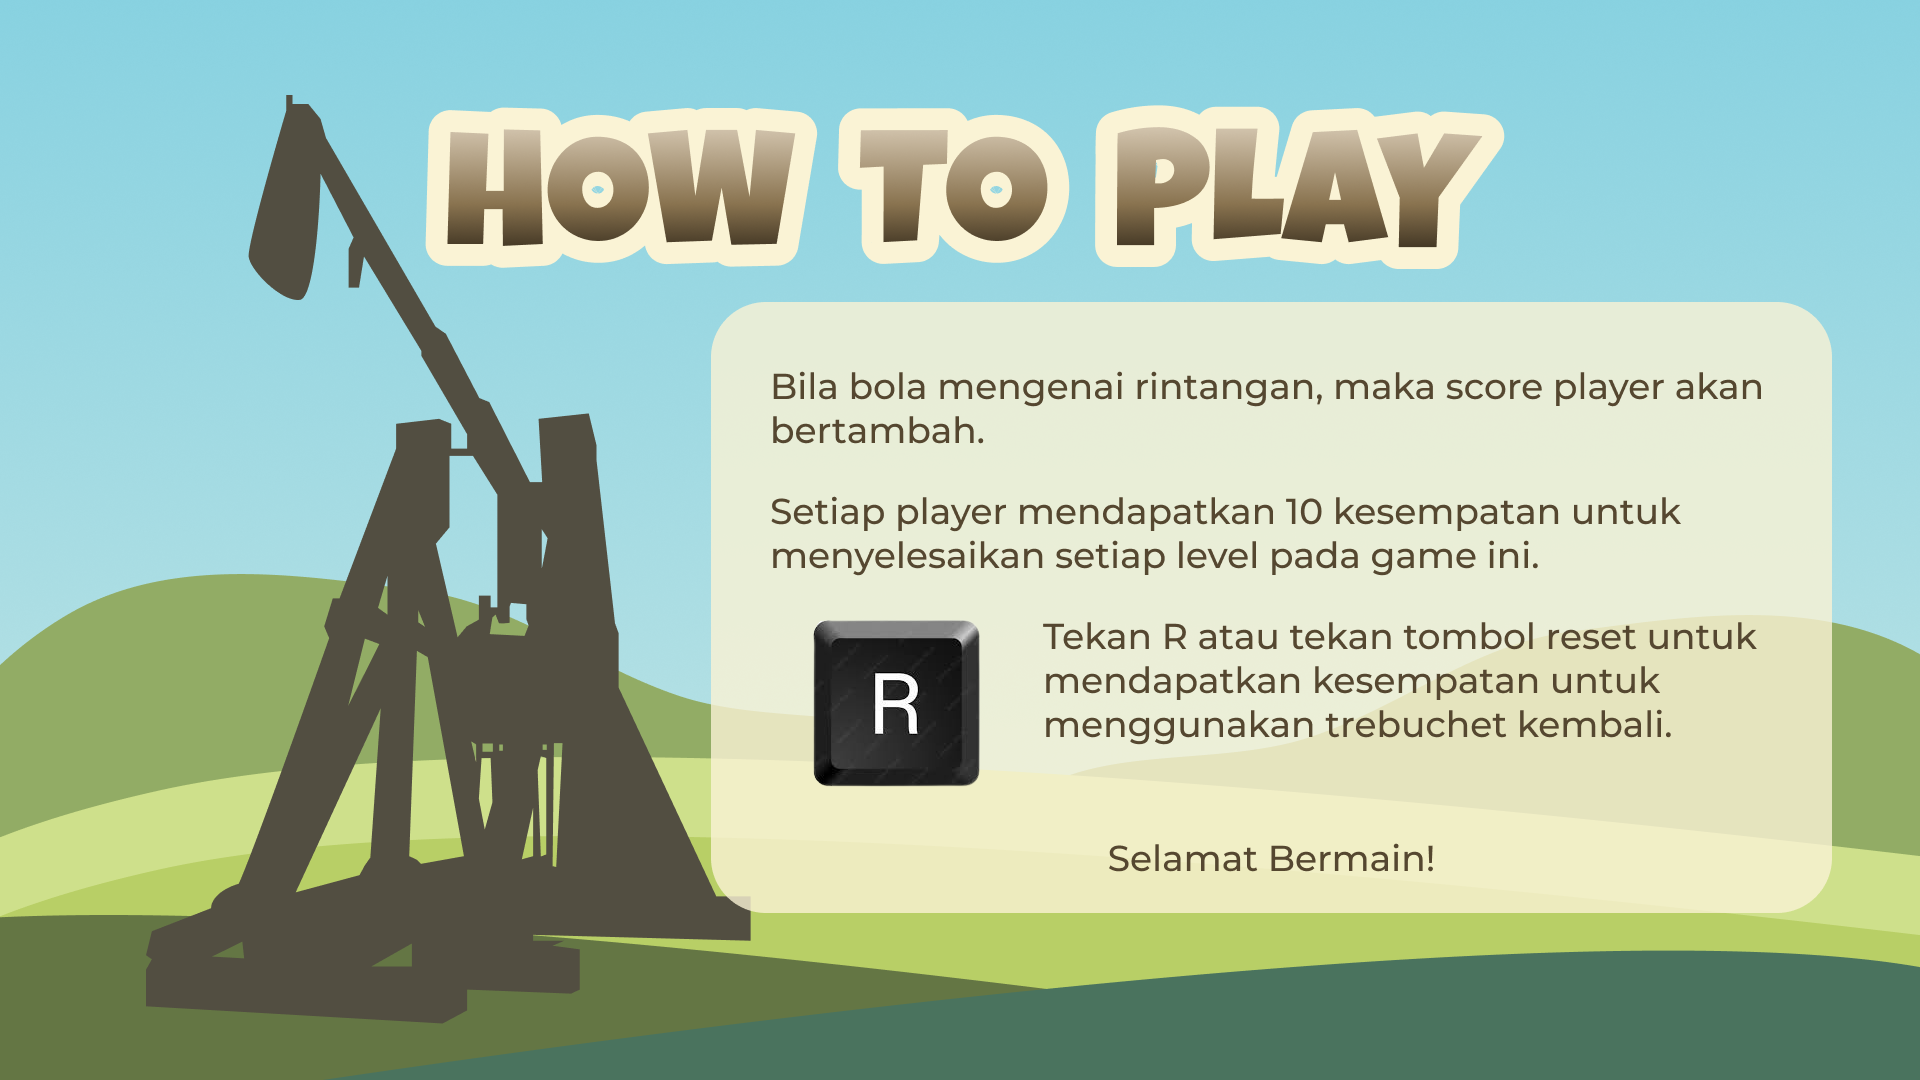 HOW TO PLAY
Bila bola mengenai rintangan, maka score player akan
bertambah.
Setiap player mendapatkan 10 kesempatan untuk
menyelesaikan setiap level pada game ini.
R
Tekan R atau tekan tombol reset untuk
mendapatkan kesempatan untuk
menggunakan trebuchet kembali.
Selamat Bermain!